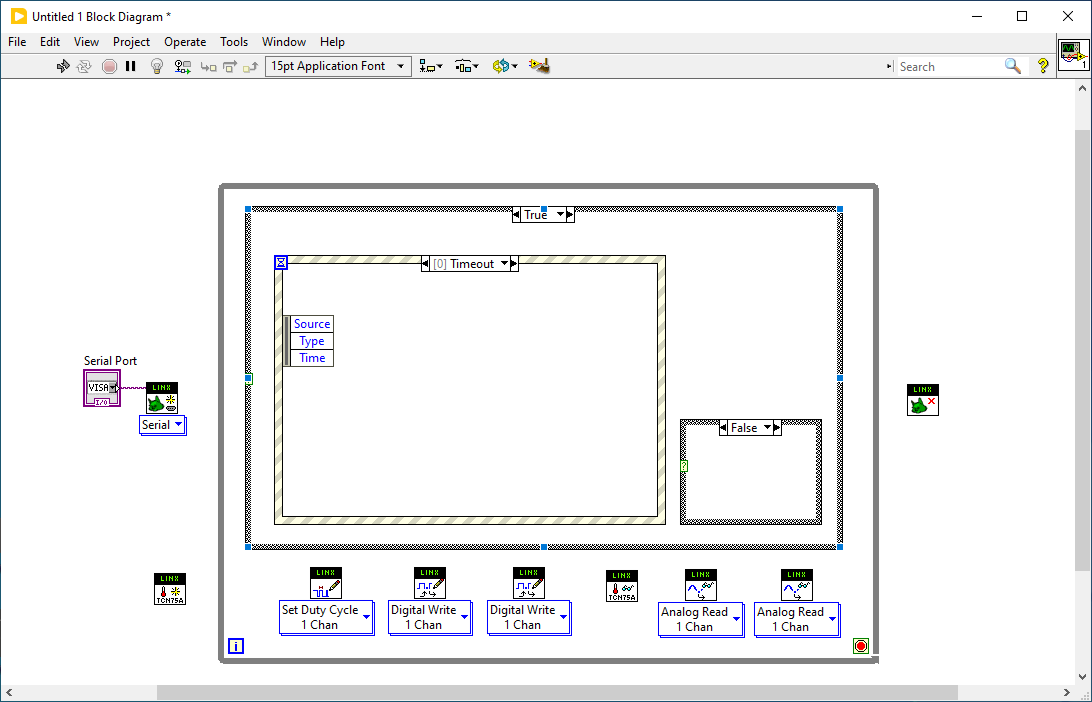 Untitled 1 Block Diagram *
File Edit View Project Operate Tools Window Help
15pt Application Font
Search
?
1
True
[0] Timeout
Source
Type
Time
Serial Port
VISA
I/O
LINX
Serial
LINX
False
?
LINX
TCN75A
LINX
Set Duty Cycle
1 Chan
LINX
Digital Write
1 Chan
LINX
Digital Write
1 Chan
LINX
TCN75A
LINX
Analog Read
1 Chan
LINX
Analog Read
1 Chan
i